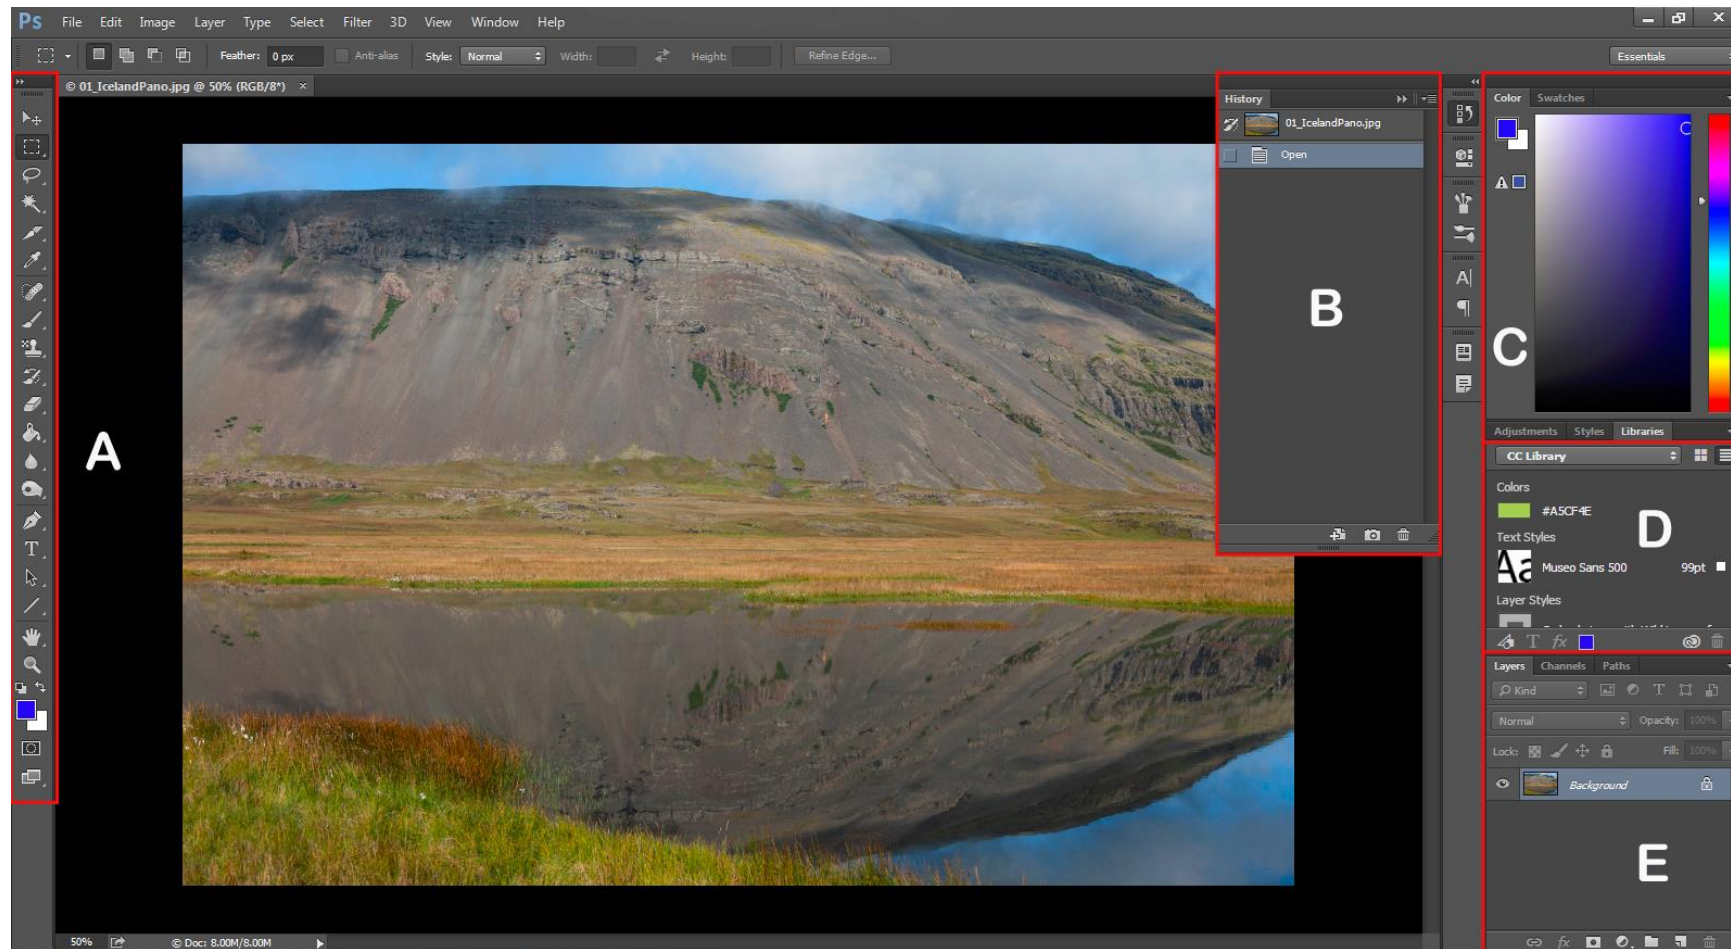 Ps File Edit Image Layer Type Select Filter 3D View Window Help
Feather: 0 px Anti-alias Style: Normal Width: Height: Refine Edge... Essentials
© 01_IcelandPano.jpg @ 50% (RGB/8*) ×
History
01_IcelandPano.jpg
Open
Color Swatches
A
B
C
Adjustments Styles Libraries
CC Library
Colors
#A5CF4E
D
Text Styles
Museo Sans 500 99pt
Layer Styles
T fx
Layers Channels Paths
Kind T
Normal Opacity: 100%
Lock: Fill: 100%
Background
E
fx
50% © Doc: 8.00M/8.00M